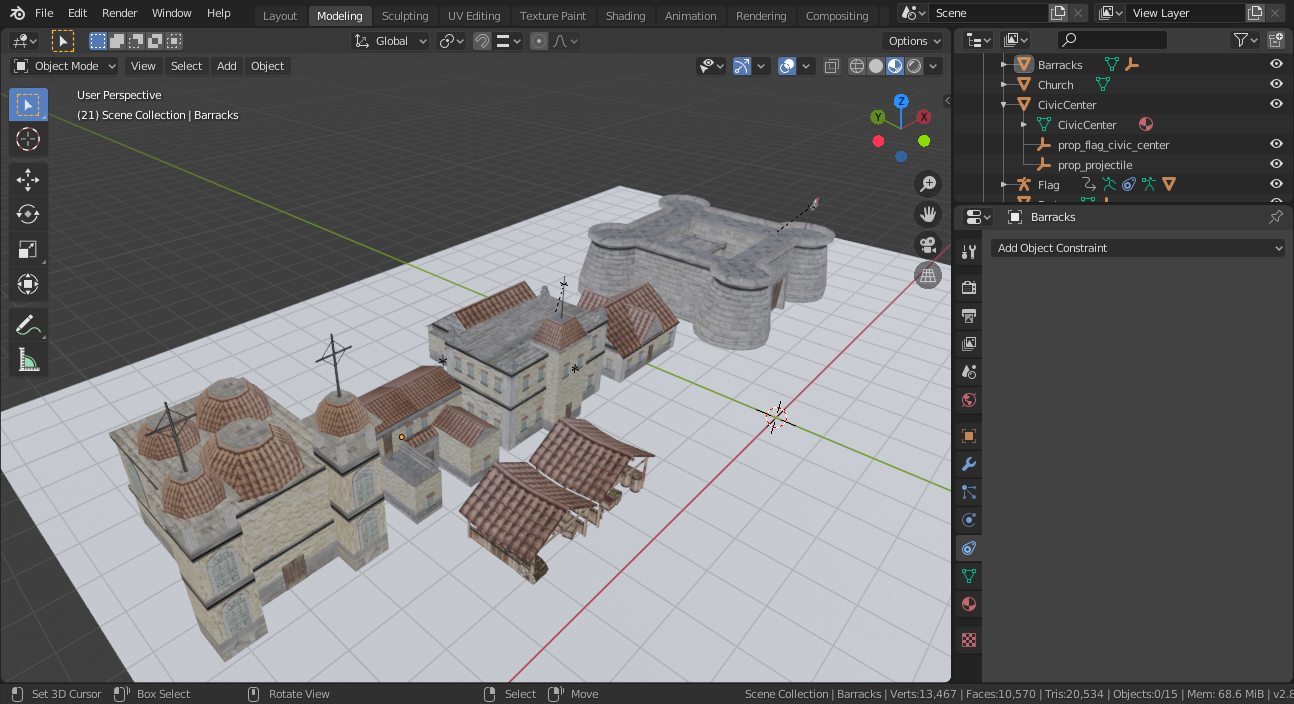 File Edit Render Window Help Layout Modeling Sculpting UV Editing Texture Paint Shading Animation Rendering Compositing Scene View Layer
Global Options
Object Mode View Select Add Object
User Perspective
(21) Scene Collection | Barracks
Z
Y X
Barracks
Church
CivicCenter
CivicCenter
prop_flag_civic_center
prop_projectile
Flag
Barracks
Add Object Constraint
Set 3D Cursor Box Select Rotate View Select Move Scene Collection | Barracks | Verts:13,467 | Faces:10,570 | Tris:20,534 | Objects:0/15 | Mem: 68.6 MiB | v2.8